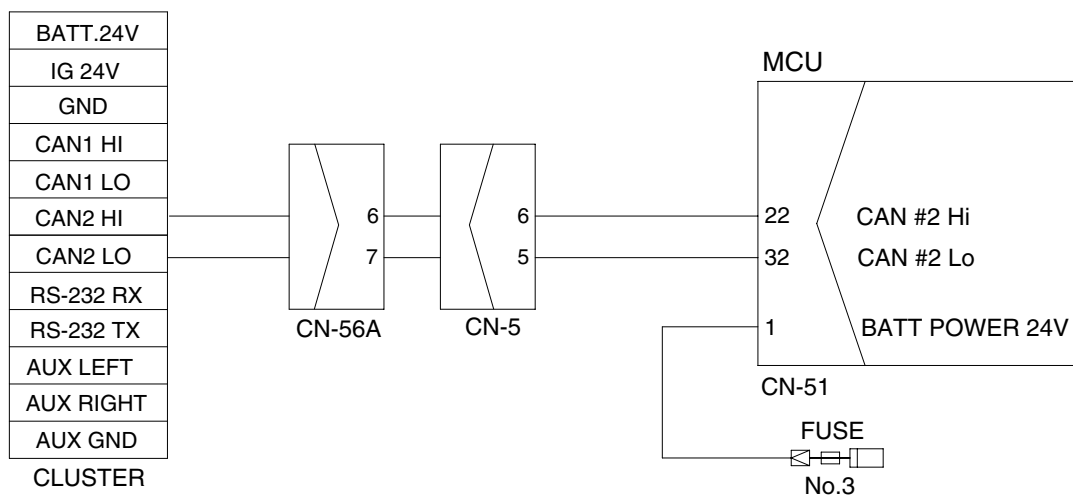 BATT.24V
IG 24V
GND
CAN1 HI
CAN1 LO
CAN2 HI
CAN2 LO
RS-232 RX
RS-232 TX
AUX LEFT
AUX RIGHT
AUX GND
CLUSTER
6
7
CN-56A
6
5
CN-5
MCU
22 CAN #2 Hi
32 CAN #2 Lo
1 BATT POWER 24V
CN-51
FUSE
No.3